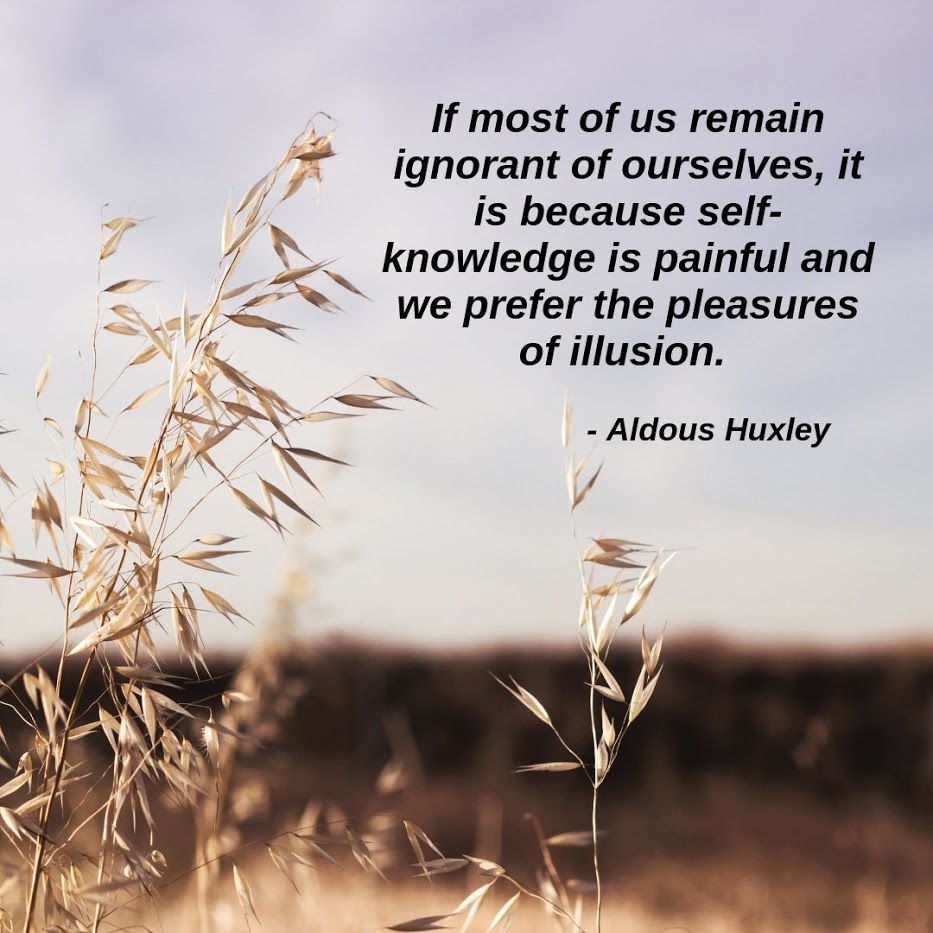 If most of us remain
ignorant of ourselves, it
is because self-
knowledge is painful and
we prefer the pleasures
of illusion.
- Aldous Huxley